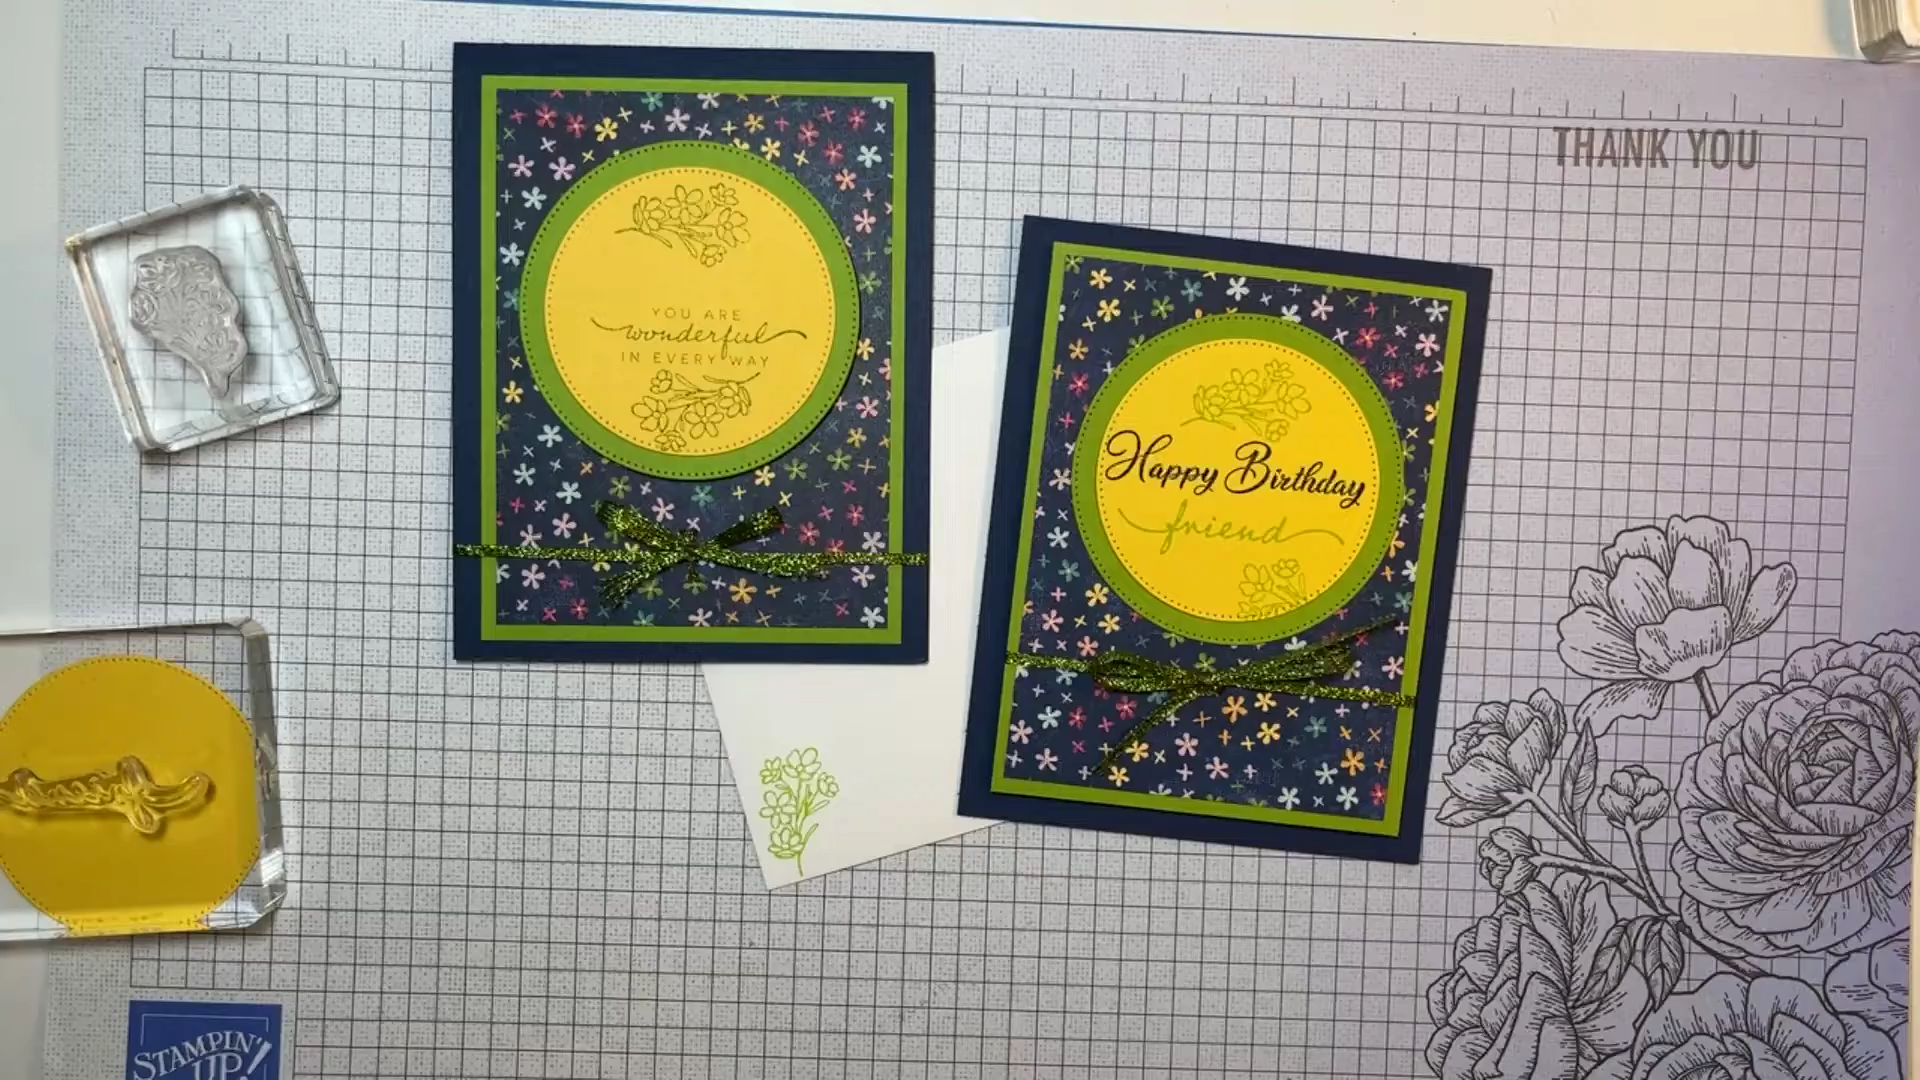 THANK YOU
YOU ARE
wonderful
IN EVERY WAY
Happy Birthday
friend
STAMPIN'
UP!